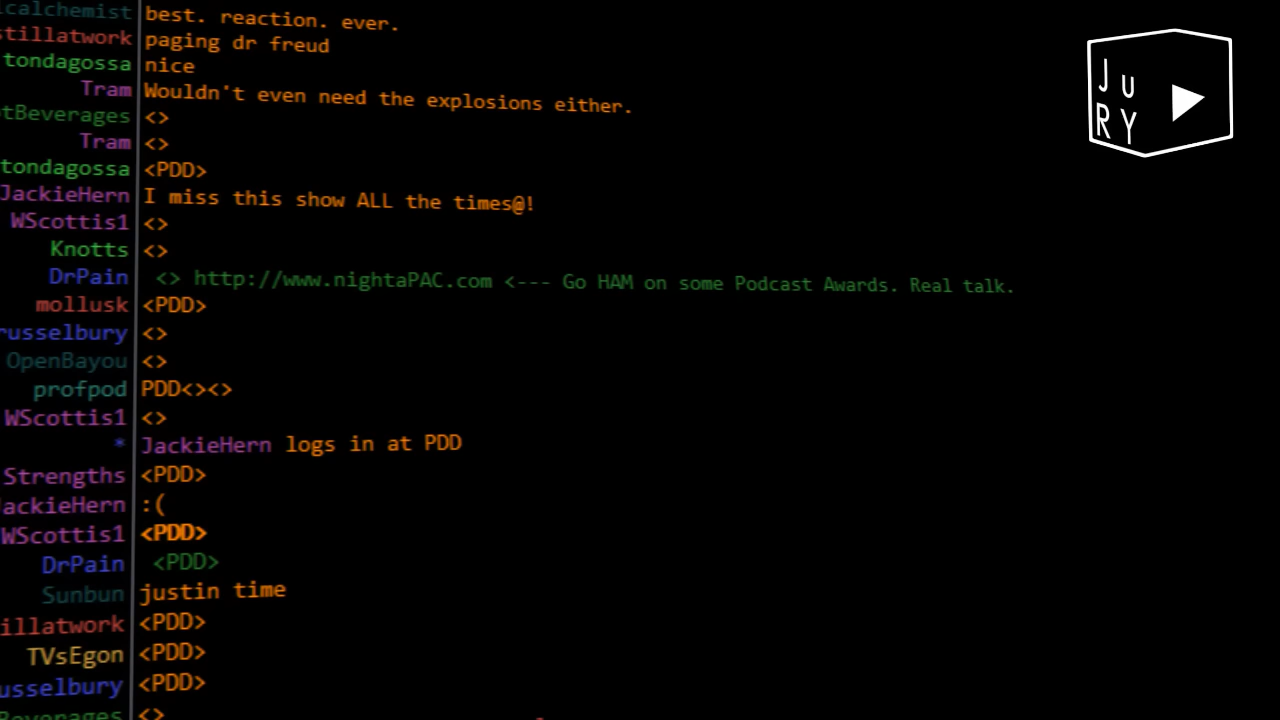 calchemist best. reaction. ever.
stillatwork paging dr freud
tondagossa nice
Tram Wouldn't even need the explosions either.
tBeverages <>
Tram <>
tondagossa <PDD>
JackieHern I miss this show ALL the times@!
WScottis1 <>
Knotts <>
DrPain <> http://www.nightaPAC.com <--- Go HAM on some Podcast Awards. Real talk.
mollusk <PDD>
russelbury <>
OpenBayou <>
profpod PDD<><>
WScottis1 <>
* JackieHern logs in at PDD
Strengths <PDD>
JackieHern :(
WScottis1 <PDD>
DrPain <PDD>
Sunbun justin time
illatwork <PDD>
TVsEgon <PDD>
usselbury <PDD>
Beverages <>
JuRY